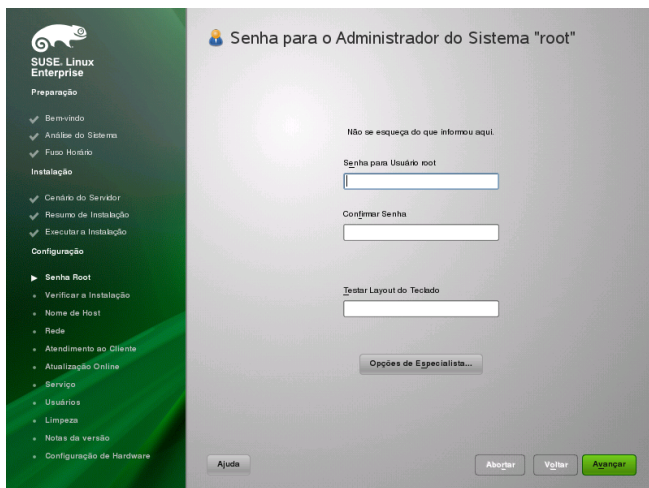 SUSE. Linux
Enterprise
Preparação
Bem-vindo
Análise do Sistema
Fuso Horário
Instalação
Cenário do Servidor
Resumo de Instalação
Executar a Instalação
Configuração
Senha Root
Verificar a Instalação
Nome de Host
Rede
Atendimento ao Cliente
Atualização Online
Serviço
Usuários
Limpeza
Notas da versão
Configuração de Hardware
Senha para o Administrador do Sistema "root"
Não se esqueça do que informou aqui.
Senha para Usuário root
Confirmar Senha
Testar Layout do Teclado
Opções de Especialista...
Ajuda
Abortar
Voltar
Avançar